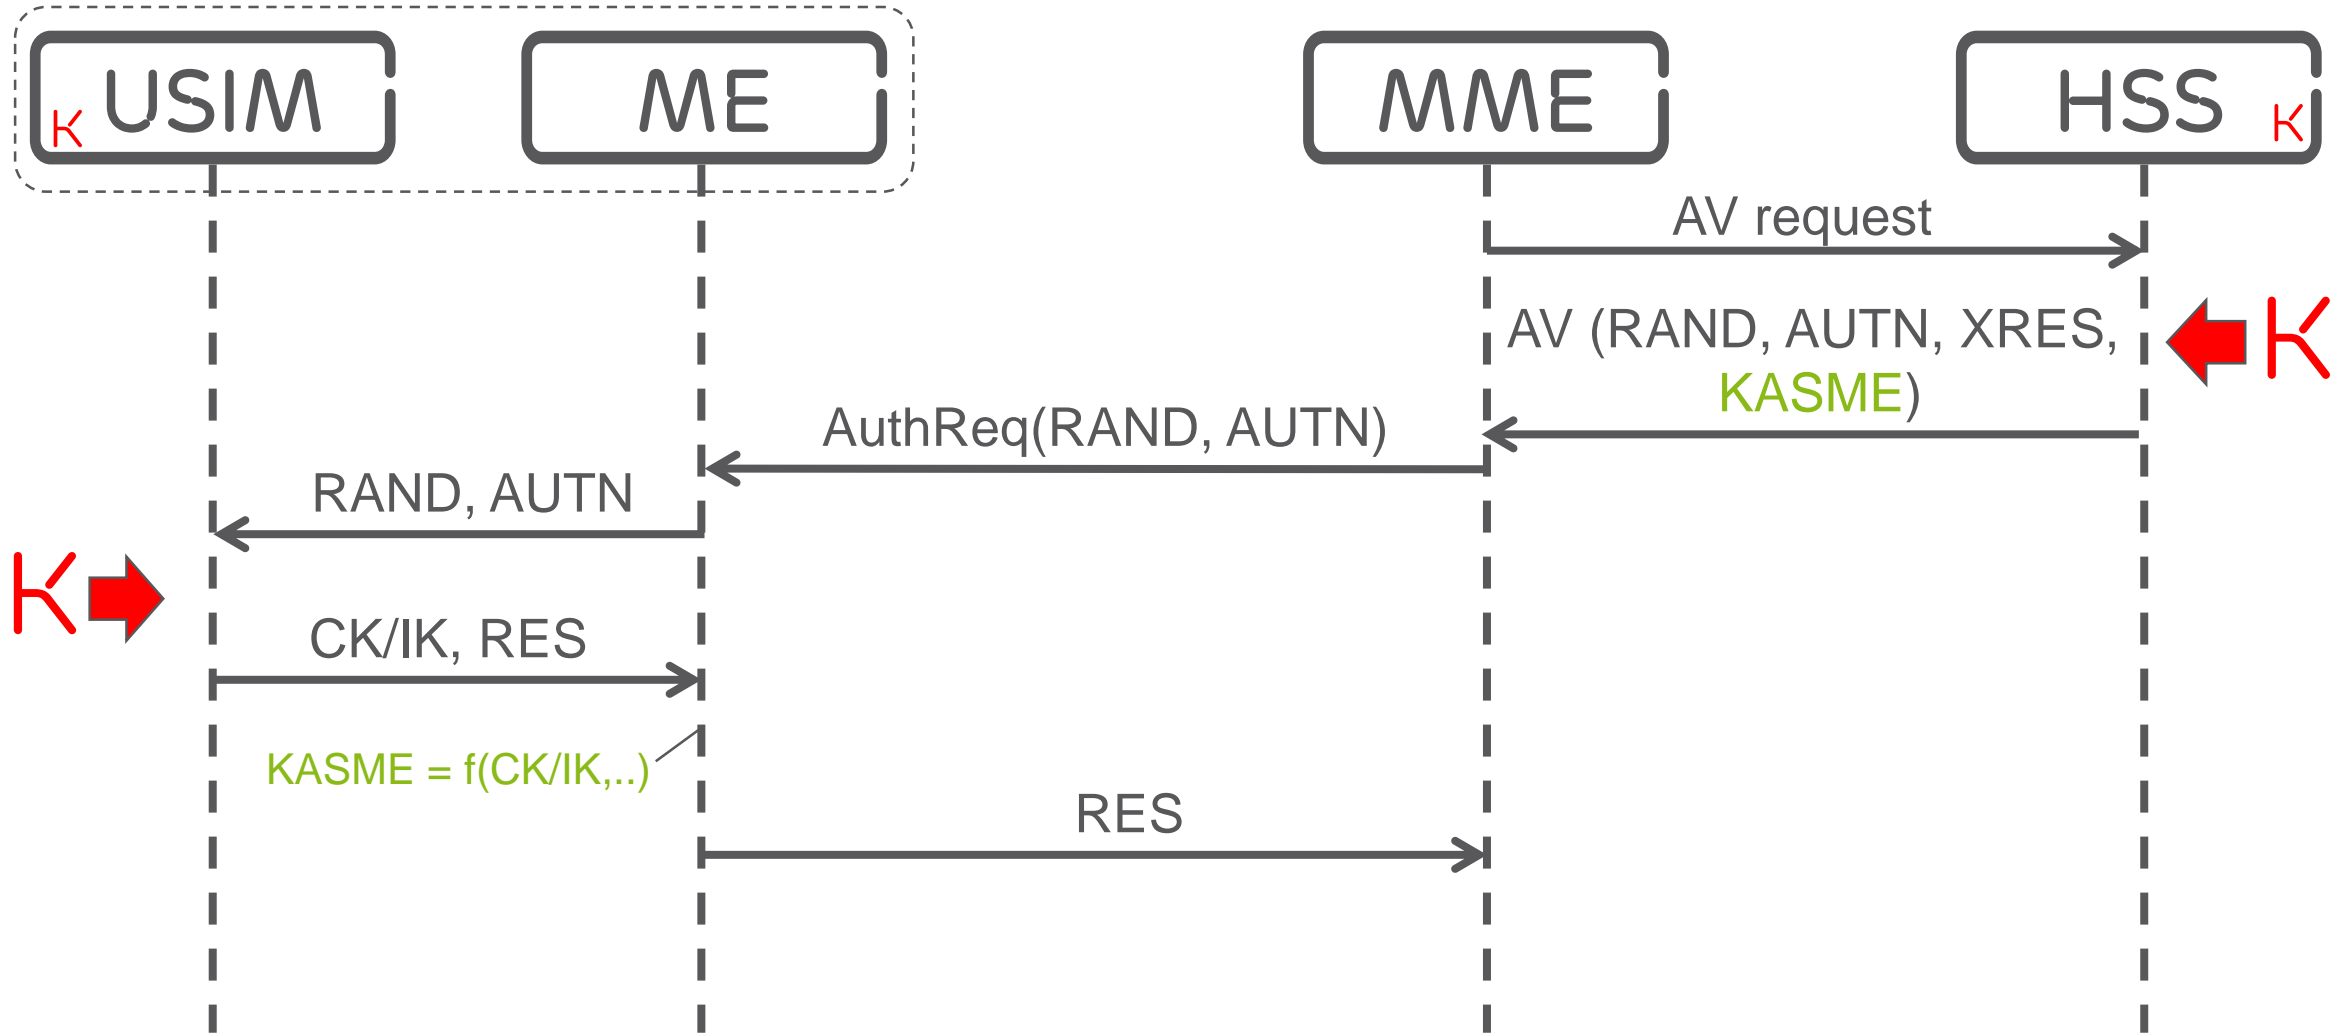 USIM
K
ME
MME
HSS
K
AV request
AV (RAND, AUTN, XRES,
KASME)
K
AuthReq(RAND, AUTN)
RAND, AUTN
K
CK/IK, RES
KASME = f(CK/IK,..)
RES